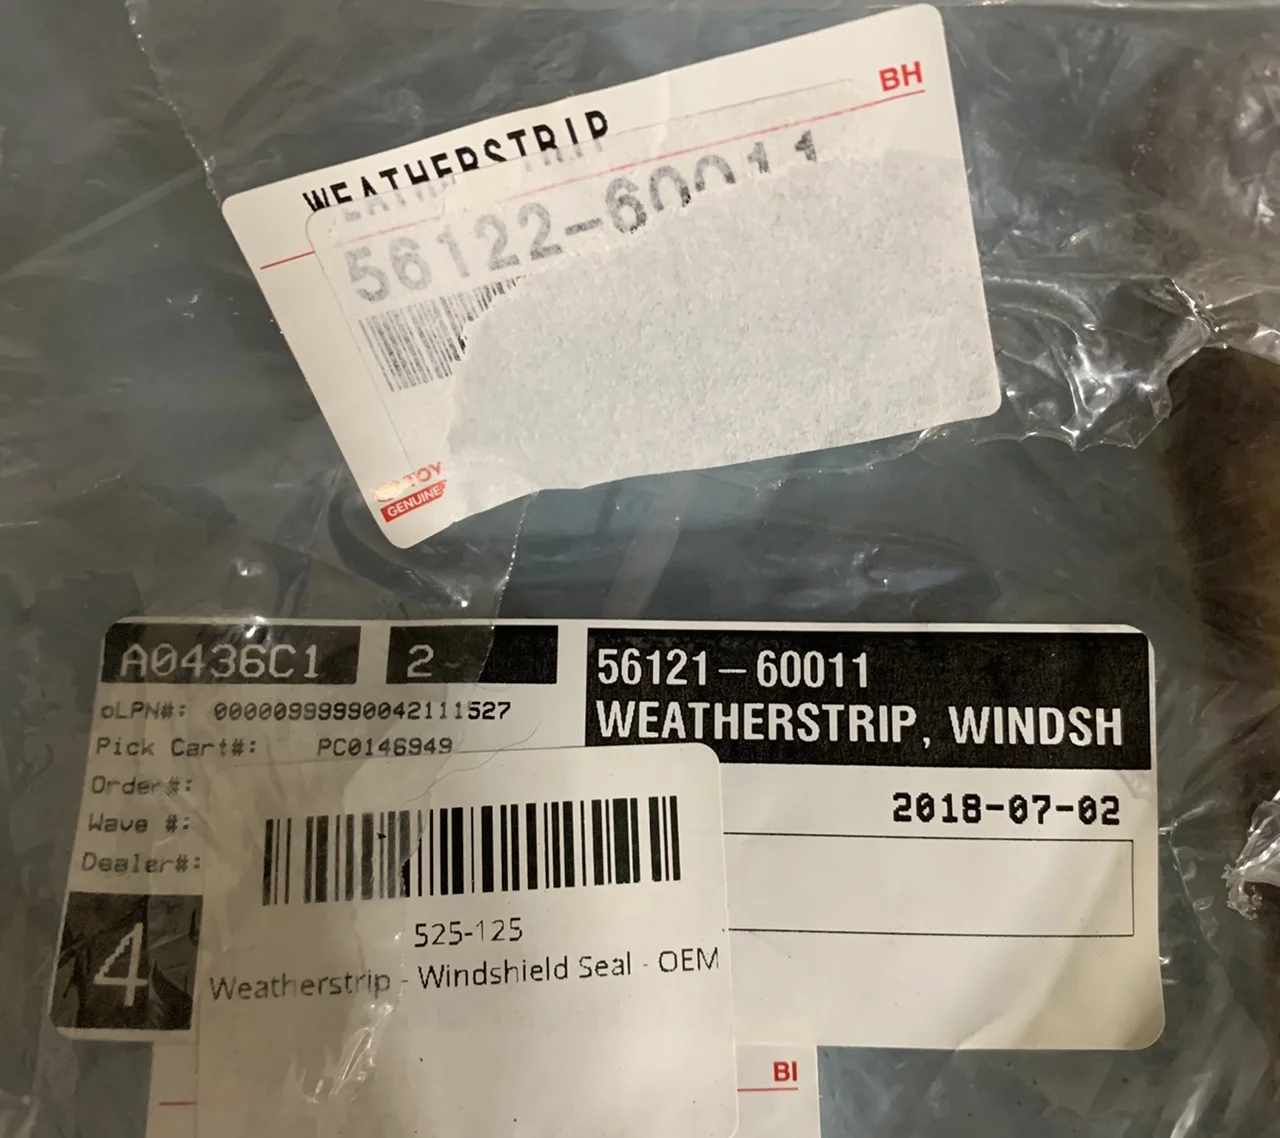 BH
WEATHERSTRIP
56122-60011
TOY
GENUINE
A0436C1 2
56121-60011
WEATHERSTRIP, WINDSH
oLPN#: 00000999990042111527
Pick Cart#: PC0146949
Order#:
Wave #:
Dealer#:
2018-07-02
4
525-125
Weatherstrip - Windshield Seal - OEM
BI